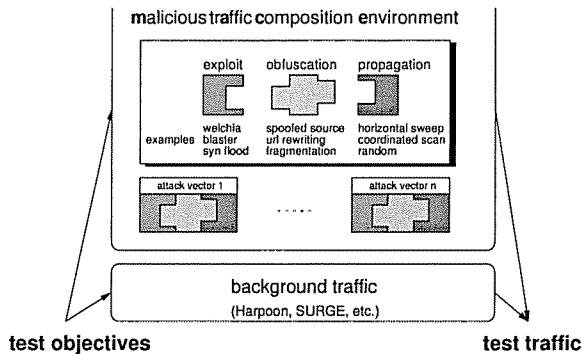 malicious traffic composition environment
exploit obfuscation propagation
examples welchia spoofed source horizontal sweep
blaster url rewriting coordinated scan
syn flood fragmentation random
attack vector 1 attack vector n
background traffic
(Harpoon, SURGE, etc.)
test objectives test traffic